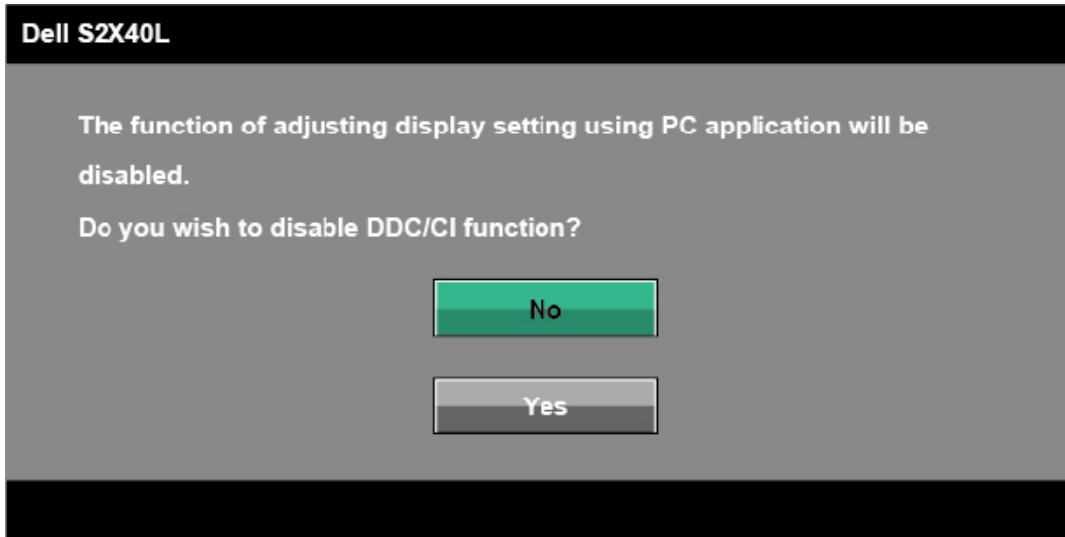 Dell S2X40L
The function of adjusting display setting using PC application will be
disabled.
Do you wish to disable DDC/CI function?
No
Yes